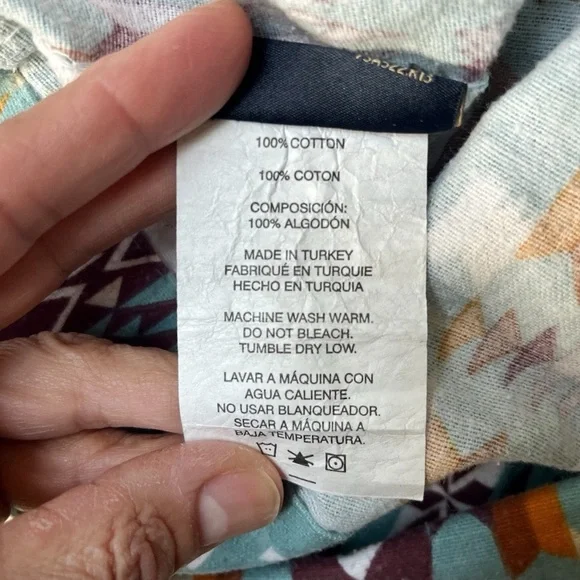 100% COTTON
100% COTON
COMPOSICIÓN:
100% ALGODÓN
MADE IN TURKEY
FABRIQUÉ EN TURQUIE
HECHO EN TURQUIA
MACHINE WASH WARM.
DO NOT BLEACH.
TUMBLE DRY LOW.
LAVAR A MÁQUINA CON
AGUA CALIENTE.
NO USAR BLANQUEADOR.
SECAR A MÁQUINA A
BAJA TEMPERATURA.